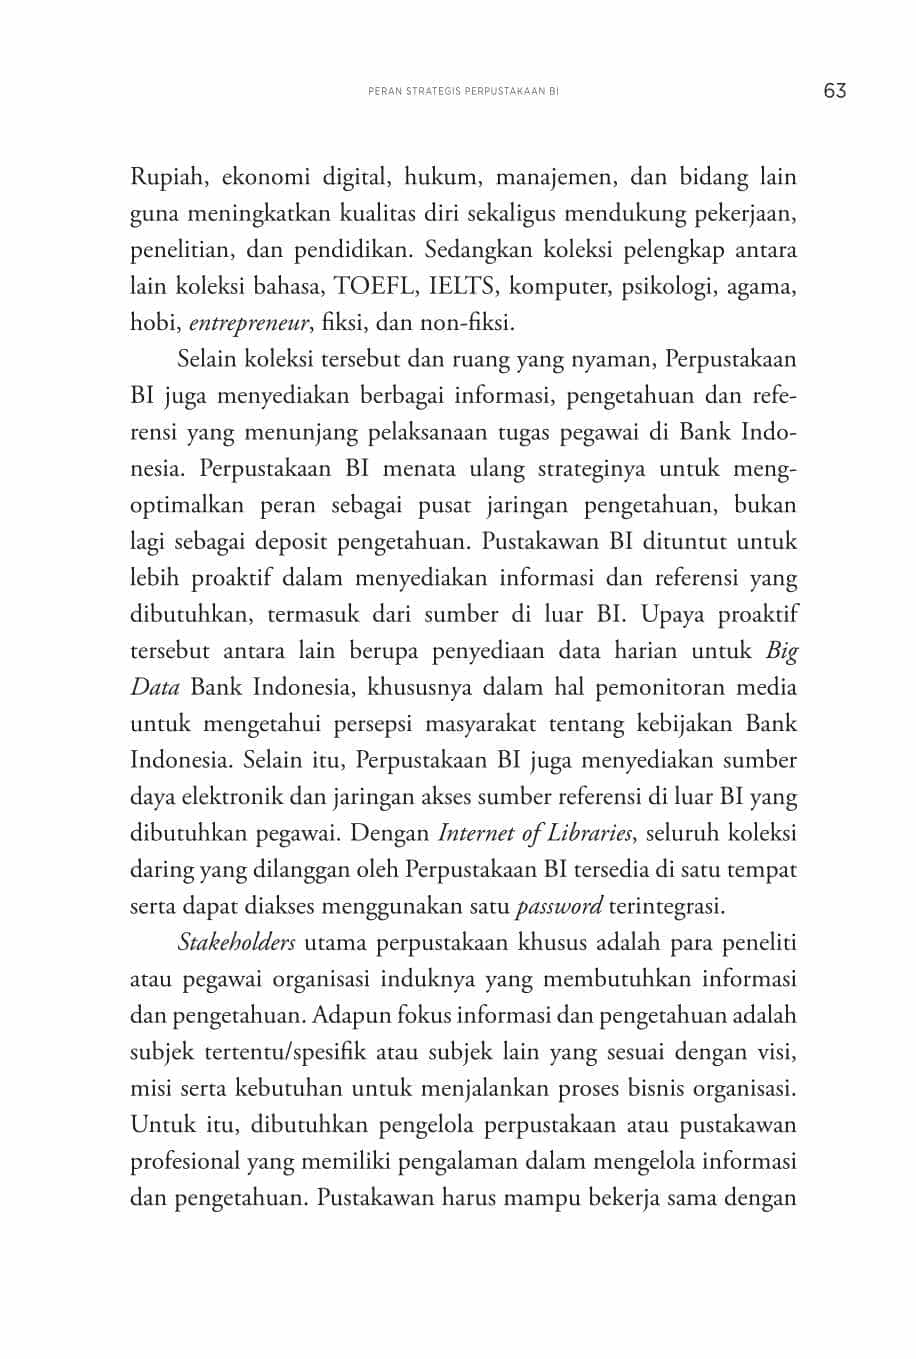 PERAN STRATEGIS PERPUSTAKAAN BI
63
Rupiah, ekonomi digital, hukum, manajemen, dan bidang lain
guna meningkatkan kualitas diri sekaligus mendukung pekerjaan,
penelitian, dan pendidikan. Sedangkan koleksi pelengkap antara
lain koleksi bahasa, TOEFL, IELTS, komputer, psikologi, agama,
hobi, entrepreneur, fiksi, dan non-fiksi.
Selain koleksi tersebut dan ruang yang nyaman, Perpustakaan
BI juga menyediakan berbagai informasi, pengetahuan dan refe-
rensi yang menunjang pelaksanaan tugas pegawai di Bank Indo-
nesia. Perpustakaan BI menata ulang strateginya untuk meng-
optimalkan peran sebagai pusat jaringan pengetahuan, bukan
lagi sebagai deposit pengetahuan. Pustakawan BI dituntut untuk
lebih proaktif dalam menyediakan informasi dan referensi yang
dibutuhkan, termasuk dari sumber di luar BI. Upaya proaktif
tersebut antara lain berupa penyediaan data harian untuk Big
Data Bank Indonesia, khususnya dalam hal pemonitoran media
untuk mengetahui persepsi masyarakat tentang kebijakan Bank
Indonesia. Selain itu, Perpustakaan BI juga menyediakan sumber
daya elektronik dan jaringan akses sumber referensi di luar BI yang
dibutuhkan pegawai. Dengan Internet of Libraries, seluruh koleksi
daring yang dilanggan oleh Perpustakaan BI tersedia di satu tempat
serta dapat diakses menggunakan satu password terintegrasi.
Stakeholders utama perpustakaan khusus adalah para peneliti
atau pegawai organisasi induknya yang membutuhkan informasi
dan pengetahuan. Adapun fokus informasi dan pengetahuan adalah
subjek tertentu/spesifik atau subjek lain yang sesuai dengan visi,
misi serta kebutuhan untuk menjalankan proses bisnis organisasi.
Untuk itu, dibutuhkan pengelola perpustakaan atau pustakawan
profesional yang memiliki pengalaman dalam mengelola informasi
dan pengetahuan. Pustakawan harus mampu bekerja sama dengan